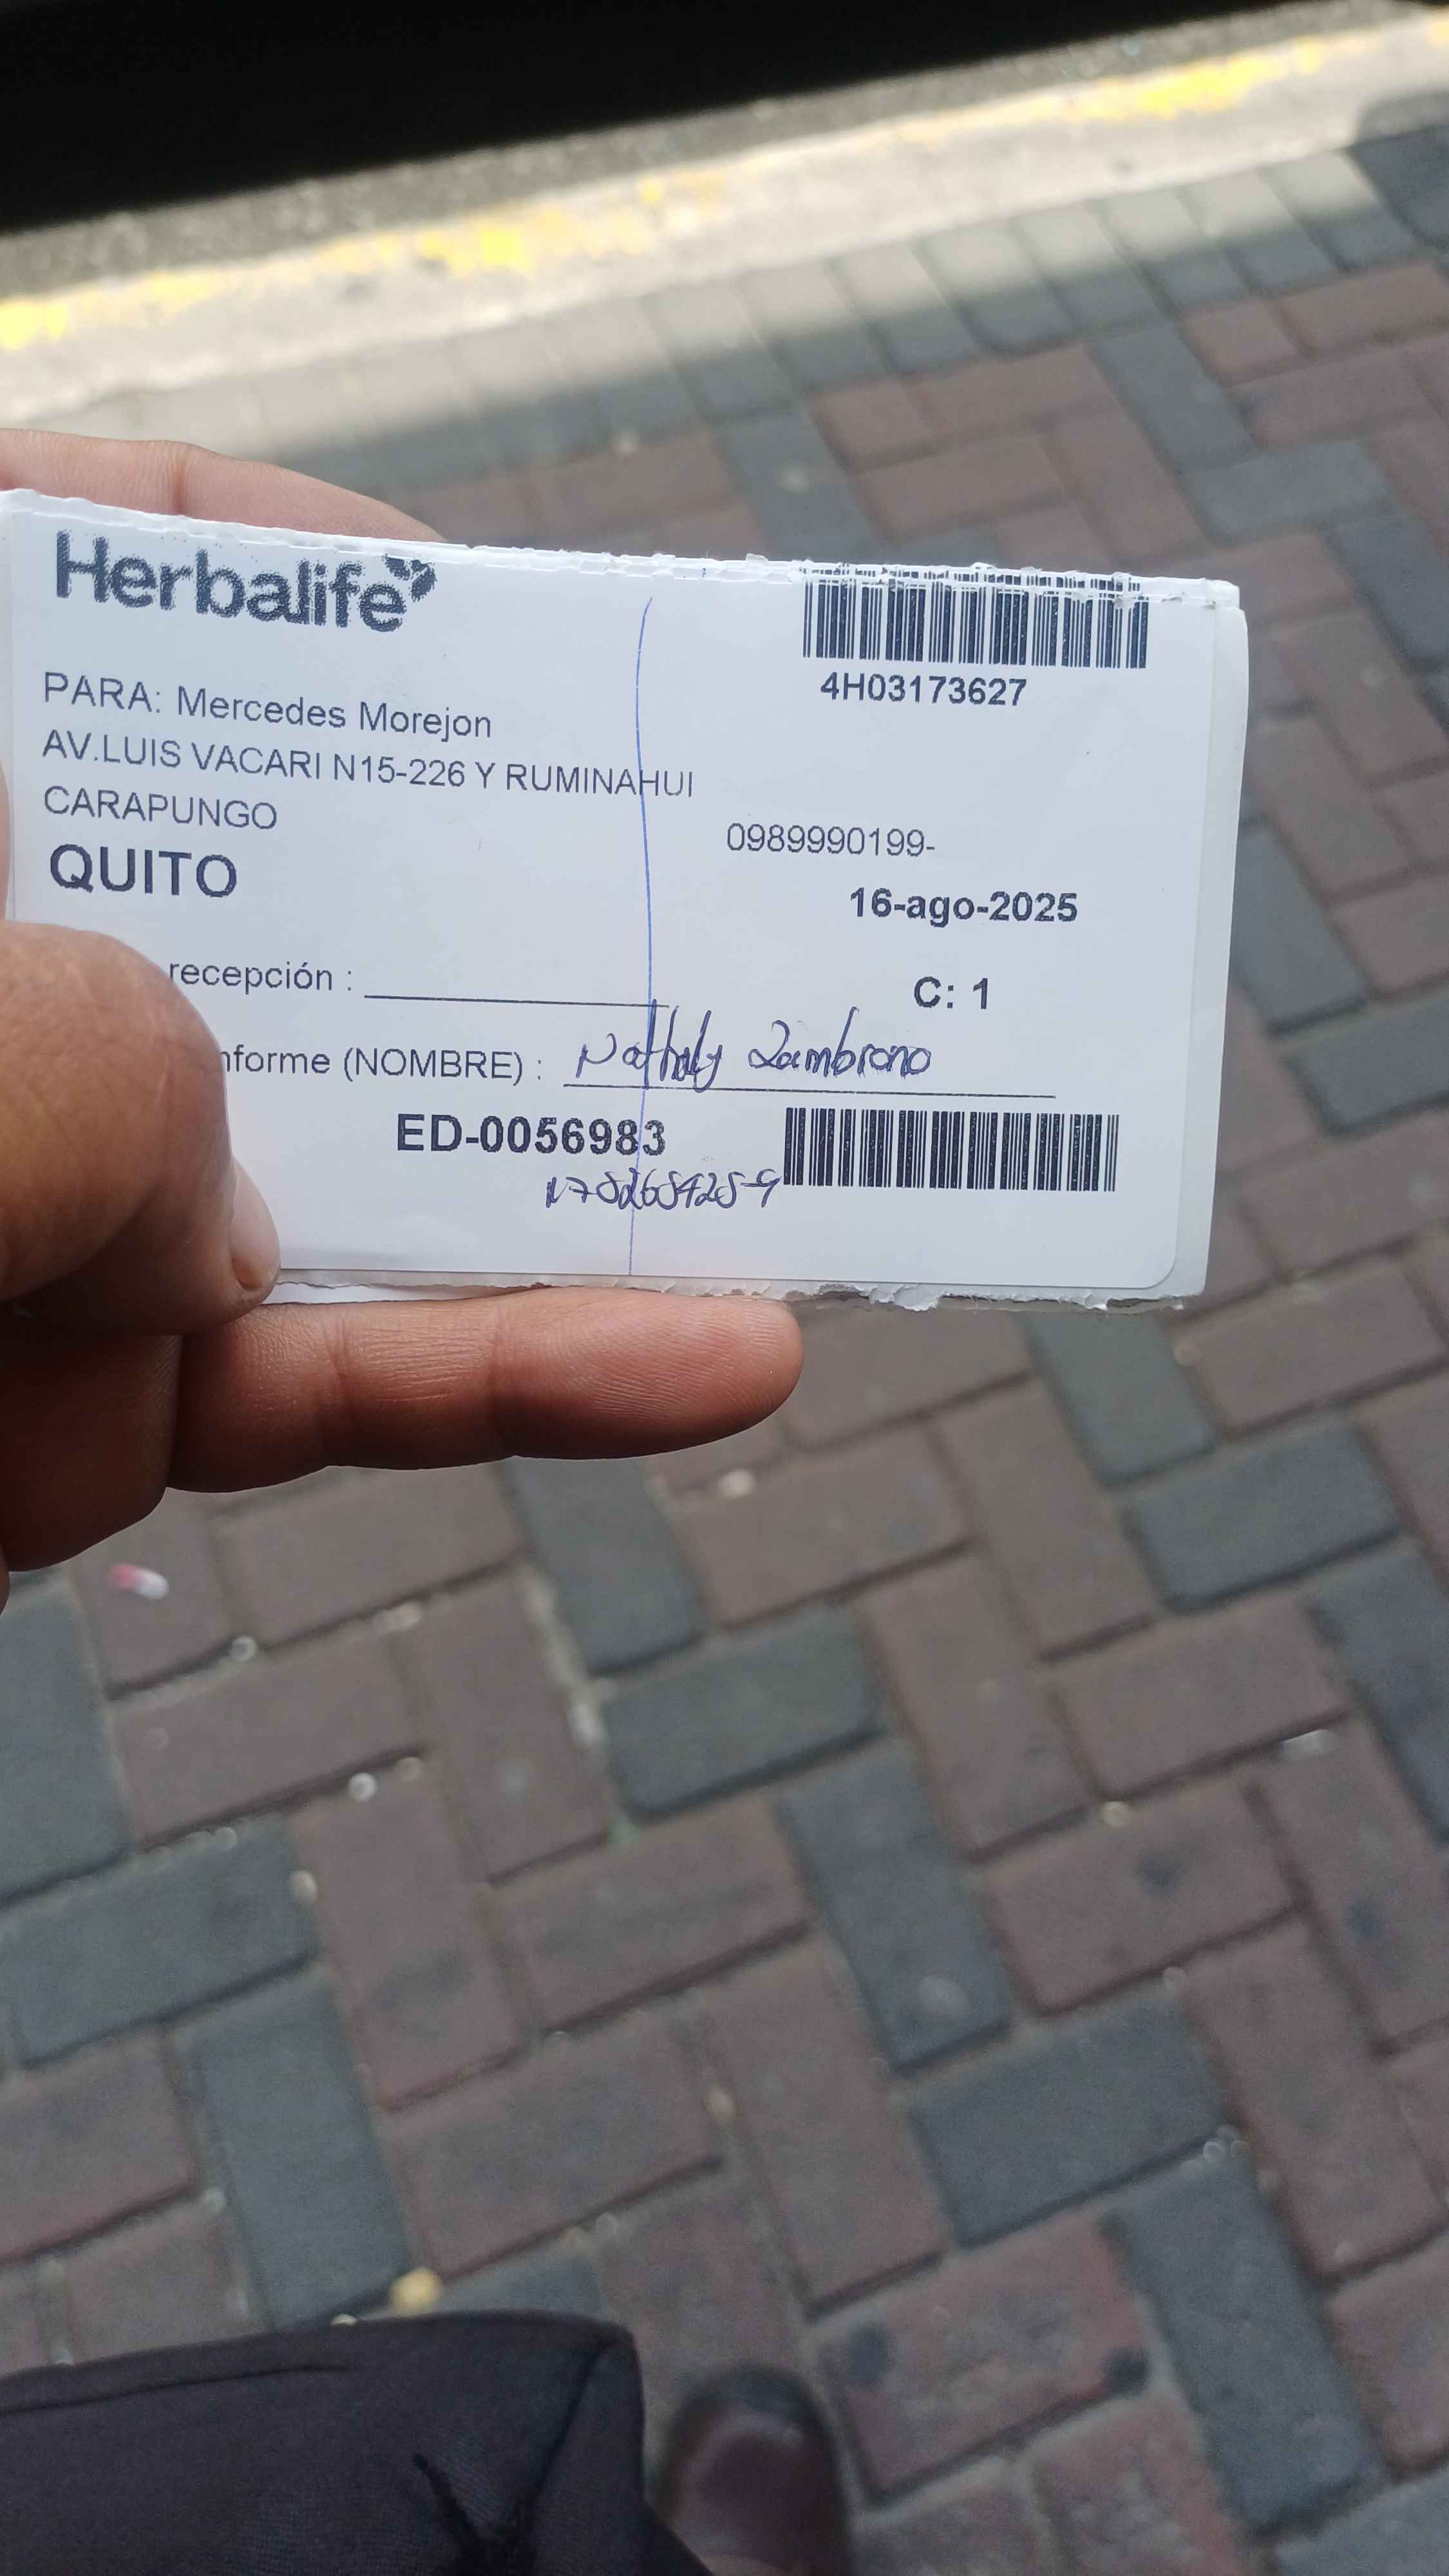 Herbalife
4H03173627
PARA: Mercedes Morejon
AV.LUIS VACARI N15-226 Y RUMINAHUI
CARAPUNGO
0989990199-
QUITO
16-ago-2025
recepción :
C: 1
nforme (NOMBRE) : Nathaly Zambrano
ED-0056983